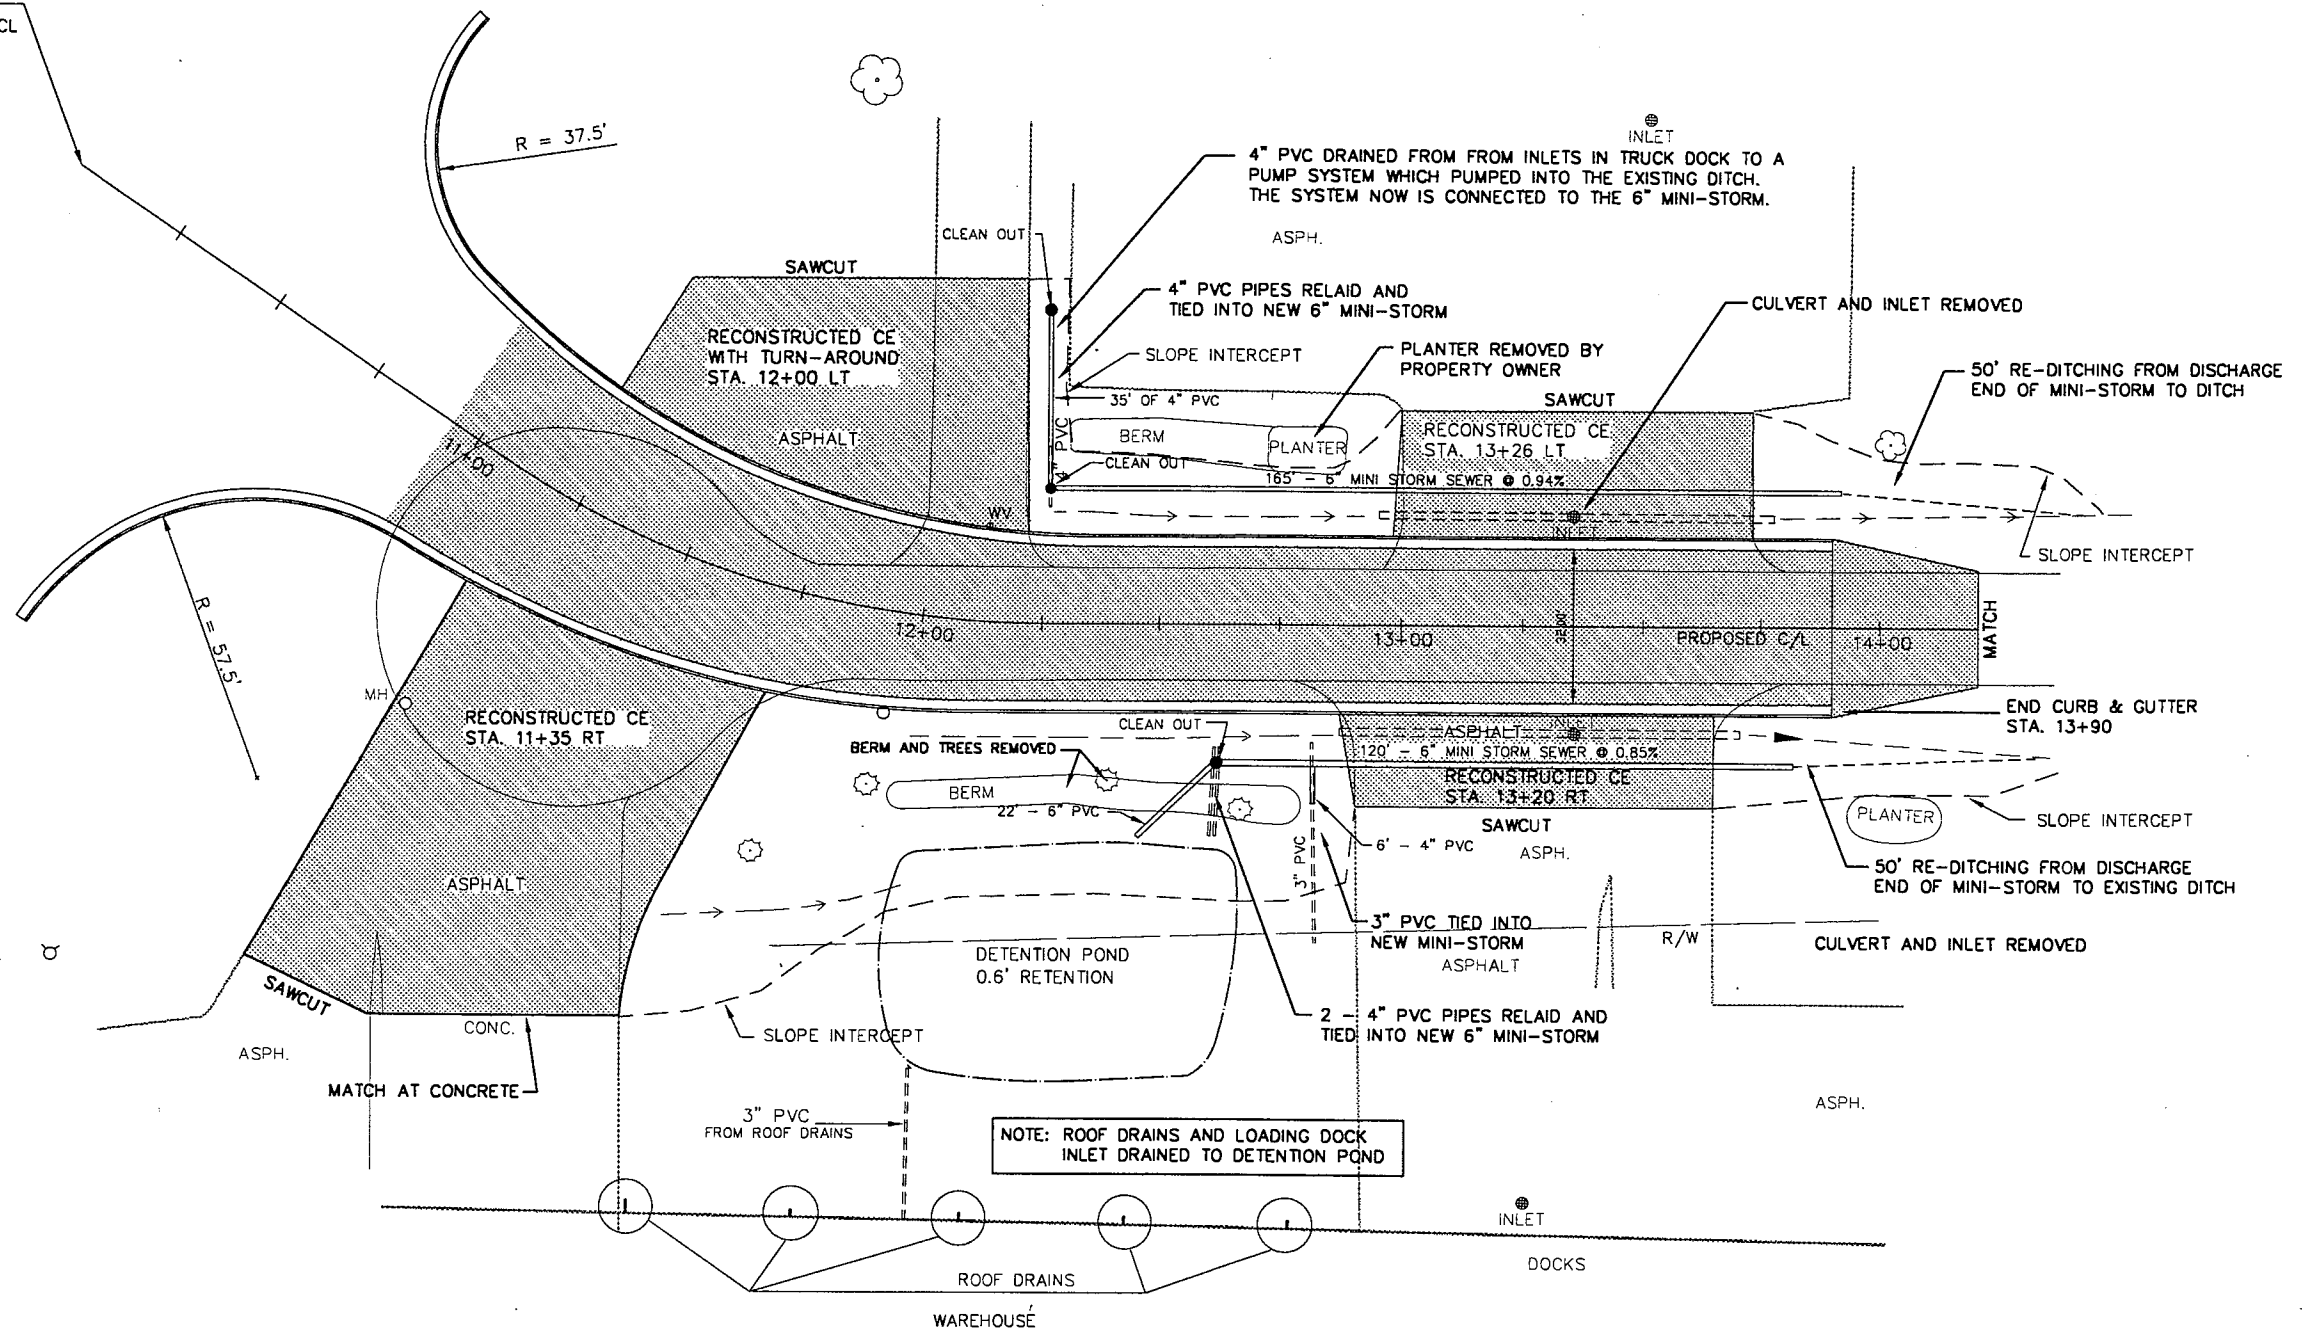 CL
R = 37.5'
INLET
4" PVC DRAINED FROM FROM INLETS IN TRUCK DOCK TO A
PUMP SYSTEM WHICH PUMPED INTO THE EXISTING DITCH.
THE SYSTEM NOW IS CONNECTED TO THE 6" MINI-STORM.
CLEAN OUT
ASPH.
SAWCUT
4" PVC PIPES RELAID AND
TIED INTO NEW 6" MINI-STORM
CULVERT AND INLET REMOVED
RECONSTRUCTED CE
WITH TURN-AROUND
STA. 12+00 LT
SLOPE INTERCEPT
PLANTER REMOVED BY
PROPERTY OWNER
50' RE-DITCHING FROM DISCHARGE
END OF MINI-STORM TO DITCH
35' OF 4" PVC
SAWCUT
ASPHALT
4" PVC
BERM
PLANTER
RECONSTRUCTED CE
STA. 13+26 LT
11+00
CLEAN OUT
165' - 6" MINI STORM SEWER @ 0.94%
WV
INLET
SLOPE INTERCEPT
R = 57.5'
12+00
13+00
32.00'
PROPOSED C/L
14+00
MATCH
MH
RECONSTRUCTED CE
STA. 11+35 RT
CLEAN OUT
INLET
ASPHALT
END CURB & GUTTER
STA. 13+90
BERM AND TREES REMOVED
120' - 6" MINI STORM SEWER @ 0.85%
RECONSTRUCTED CE
STA. 13+20 RT
BERM
22' - 6" PVC
PLANTER
SLOPE INTERCEPT
SAWCUT
6' - 4" PVC
ASPH.
3" PVC
50' RE-DITCHING FROM DISCHARGE
END OF MINI-STORM TO EXISTING DITCH
ASPHALT
3" PVC TIED INTO
NEW MINI-STORM
R/W
CULVERT AND INLET REMOVED
DETENTION POND
0.6' RETENTION
ASPHALT
SAWCUT
CONC.
2 - 4" PVC PIPES RELAID AND
TIED INTO NEW 6" MINI-STORM
SLOPE INTERCEPT
ASPH.
MATCH AT CONCRETE
ASPH.
3" PVC
FROM ROOF DRAINS
NOTE: ROOF DRAINS AND LOADING DOCK
INLET DRAINED TO DETENTION POND
INLET
DOCKS
ROOF DRAINS
WAREHOUSE